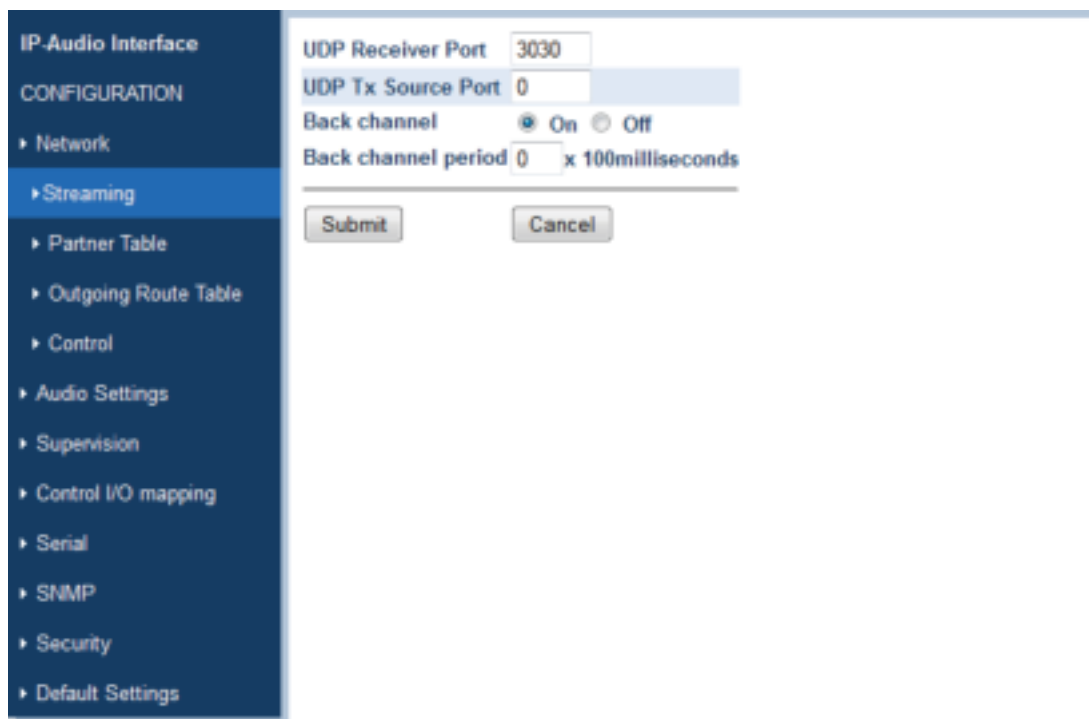 IP-Audio Interface
CONFIGURATION
Network
Streaming
Partner Table
Outgoing Route Table
Control
Audio Settings
Supervision
Control I/O mapping
Serial
SNMP
Security
Default Settings
UDP Receiver Port 3030
UDP Tx Source Port 0
Back channel On Off
Back channel period 0 x 100milliseconds
Submit Cancel